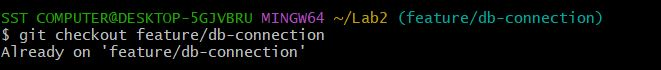 SST COMPUTER@DESKTOP-5GJVBRU MINGW64 ~/Lab2 (feature/db-connection)
$ git checkout feature/db-connection
Already on 'feature/db-connection'